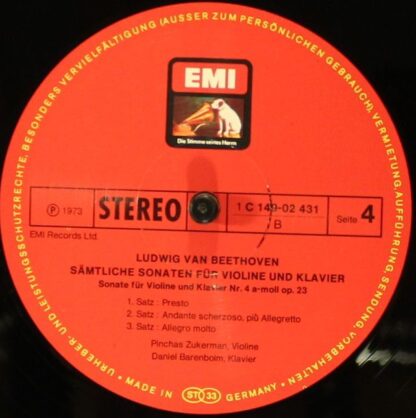 URHEBER- UND LEISTUNGSSCHUTZRECHTE, BESONDERS VERVIELFÄLTIGUNG (AUSSER ZUM PERSÖNLICHEN GEBRAUCH), VERMIETUNG, AUFFÜHRUNG, SENDUNG, VORBEHALTEN
EMI
Die Stimme seines Herrn
Ⓟ 1973
STEREO
1 C 149-02 431
B
Seite 4
EMI Records Ltd.
LUDWIG VAN BEETHOVEN
SÄMTLICHE SONATEN FÜR VIOLINE UND KLAVIER
Sonate für Violine und Klavier Nr. 4 a-moll op. 23
1. Satz: Presto
2. Satz: Andante scherzoso, più Allegretto
3. Satz: Allegro molto
Pinchas Zukerman, Violine
Daniel Barenboim, Klavier
• MADE IN ST 33 GERMANY •